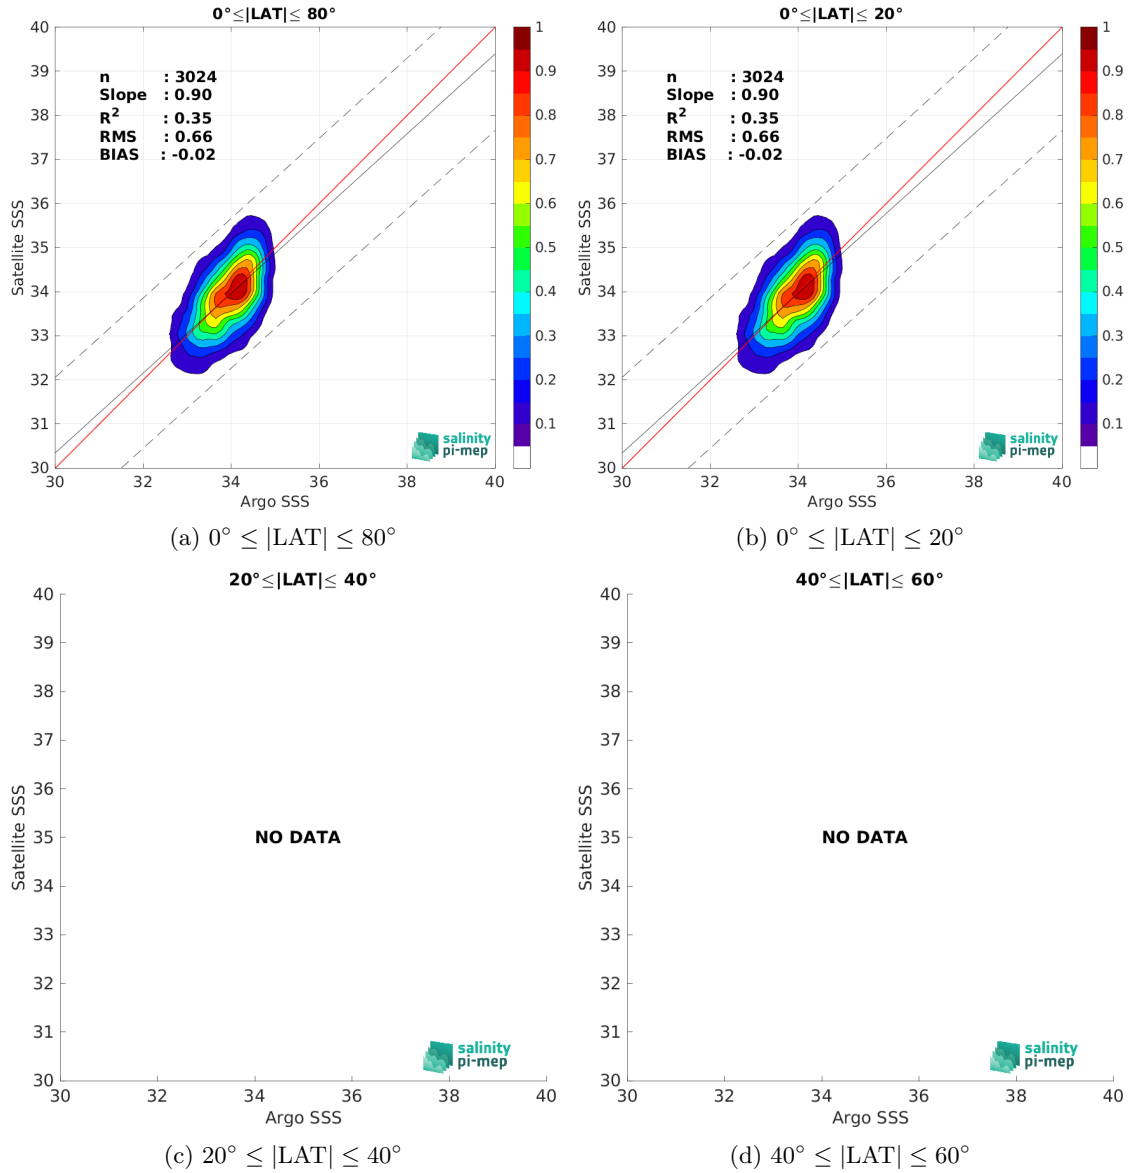 0°≤|LAT|≤ 80°
40
39
38
37
36
35
34
33
32
31
30
Satellite SSS
n : 3024
Slope : 0.90
R² : 0.35
RMS : 0.66
BIAS : -0.02
salinity
pi-mep
30 32 34 36 38 40
Argo SSS
1
0.9
0.8
0.7
0.6
0.5
0.4
0.3
0.2
0.1
(a) 0° ≤ |LAT| ≤ 80°
0°≤|LAT|≤ 20°
40
39
38
37
36
35
34
33
32
31
30
Satellite SSS
n : 3024
Slope : 0.90
R² : 0.35
RMS : 0.66
BIAS : -0.02
salinity
pi-mep
30 32 34 36 38 40
Argo SSS
1
0.9
0.8
0.7
0.6
0.5
0.4
0.3
0.2
0.1
(b) 0° ≤ |LAT| ≤ 20°
20°≤|LAT|≤ 40°
40
39
38
37
36
35
34
33
32
31
30
Satellite SSS
NO DATA
salinity
pi-mep
30 32 34 36 38 40
Argo SSS
(c) 20° ≤ |LAT| ≤ 40°
40°≤|LAT|≤ 60°
40
39
38
37
36
35
34
33
32
31
30
Satellite SSS
NO DATA
salinity
pi-mep
30 32 34 36 38 40
Argo SSS
(d) 40° ≤ |LAT| ≤ 60°